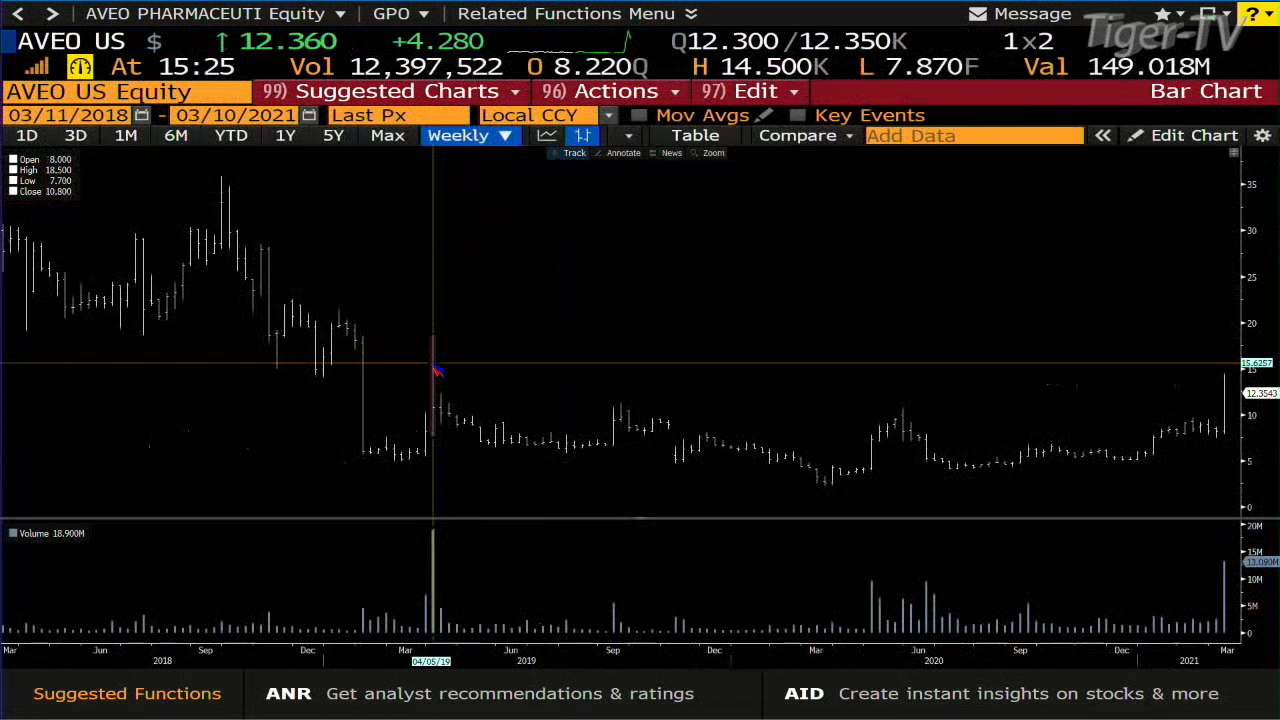 < > AVEO PHARMACEUTI Equity GPO Related Functions Menu Message ?
AVEO US $ ↑ 12.360 +4.280 Q12.300 /12.350K 1x2 Tiger-TV
At 15:25 Vol 12,397,522 O 8.220Q H 14.500K L 7.870F Val 149.018M
AVEO US Equity 99) Suggested Charts 96) Actions 97) Edit Bar Chart
03/11/2018 - 03/10/2021 Last Px Local CCY Mov Avgs Key Events
1D 3D 1M 6M YTD 1Y 5Y Max Weekly ▼ Table Compare Add Data « Edit Chart
Track Annotate News Zoom
Open 8.000
High 18.500
Low 7.700
Close 10.800
35
30
25
20
15.6257
15
12.3543
10
5
0
Volume 18.900M
20M
15M
13.090M
10M
5M
0
Mar Jun Sep Dec Mar Jun Sep Dec Mar Jun Sep Dec Mar
2018 04/05/19 2019 2020 2021
Suggested Functions ANR Get analyst recommendations & ratings AID Create instant insights on stocks & more